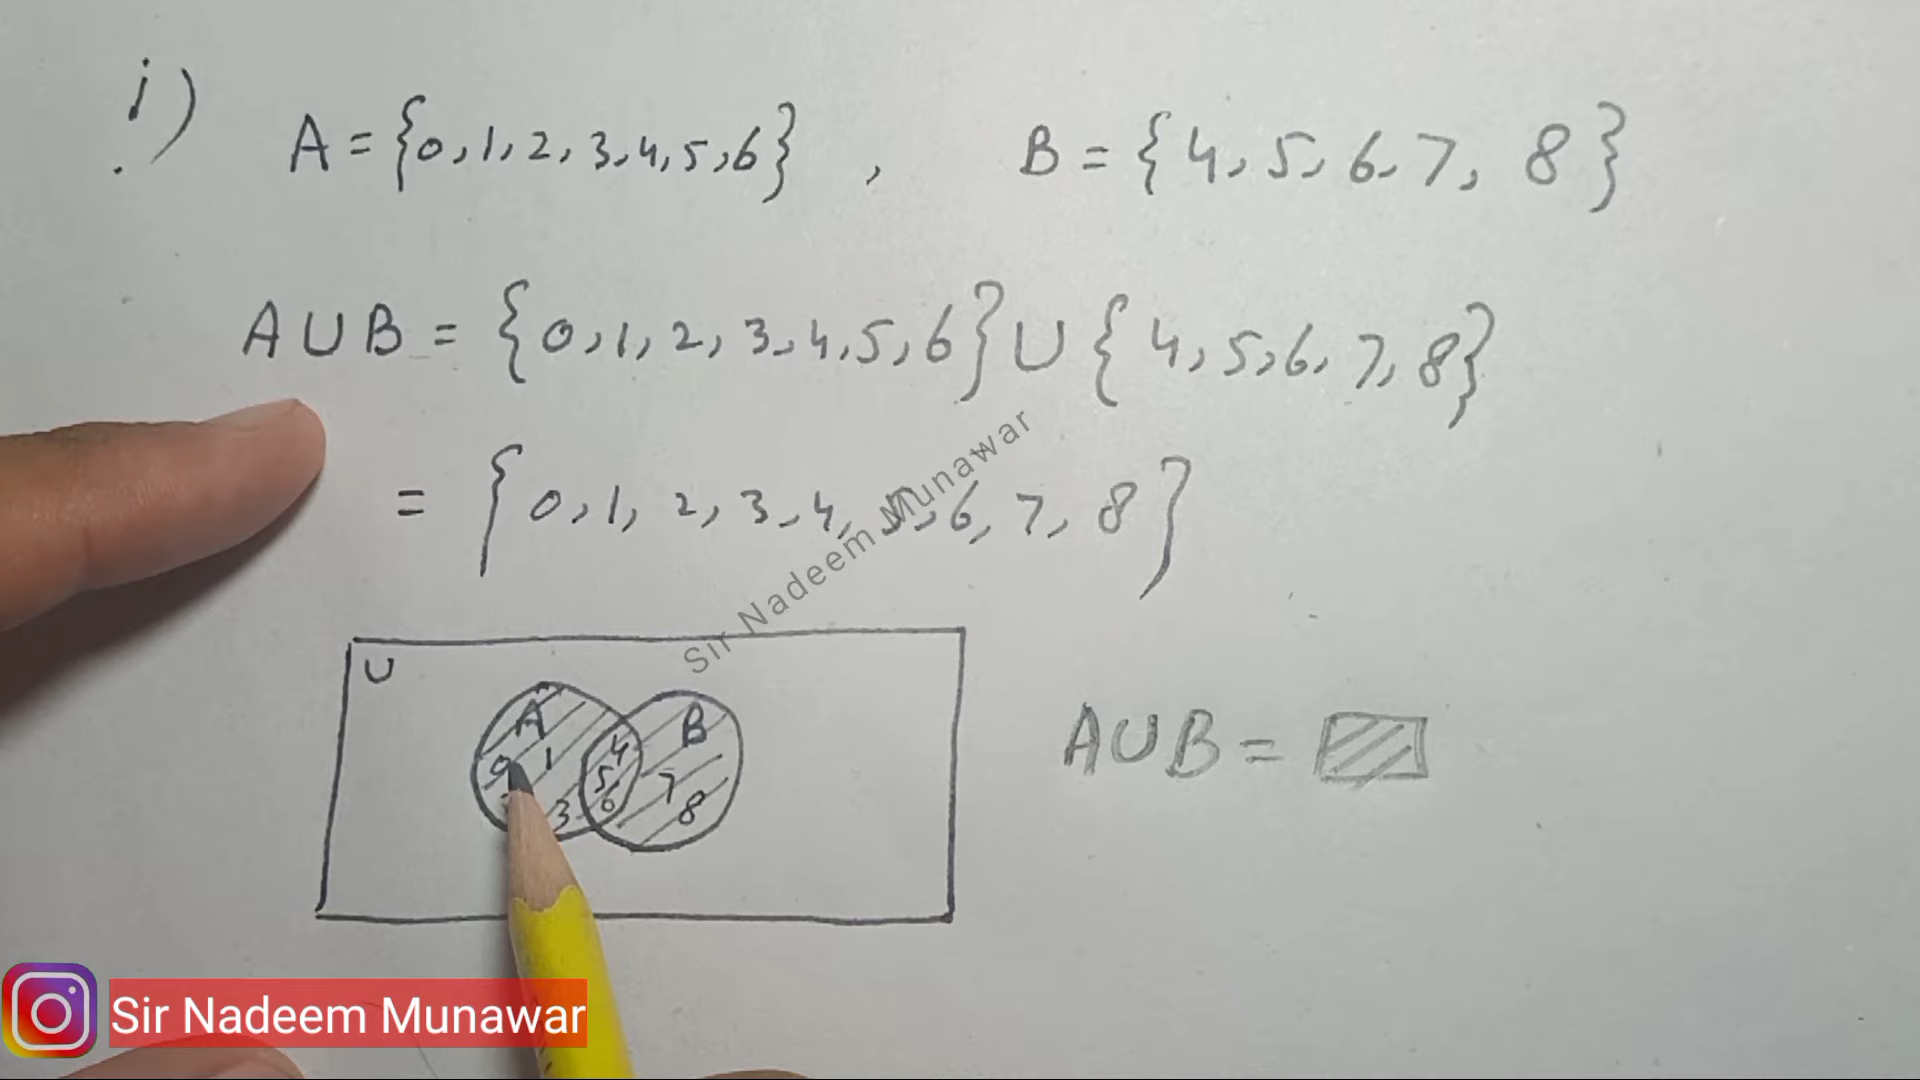 i) A = {0, 1, 2, 3, 4, 5, 6} , B = {4, 5, 6, 7, 8}
A ∪ B = {0, 1, 2, 3, 4, 5, 6} ∪ {4, 5, 6, 7, 8}
= {0, 1, 2, 3, 4, 5, 6, 7, 8}
Sir Nadeem Munawar
U
A B
0 1 4
5 7
3 6 8
A ∪ B =
Sir Nadeem Munawar